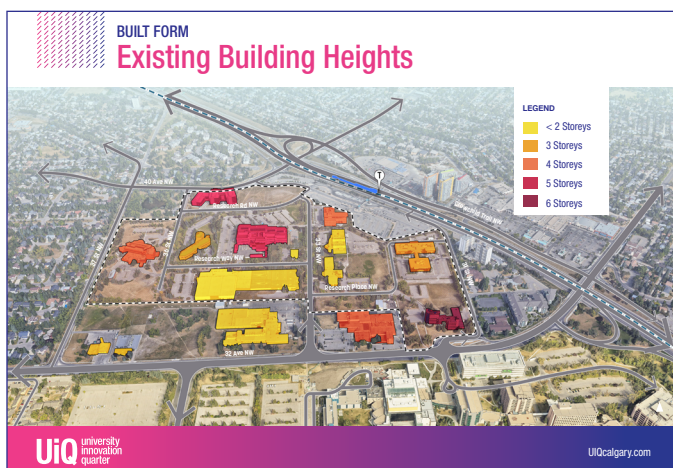 BUILT FORM
Existing Building Heights
LEGEND
< 2 Storeys
3 Storeys
4 Storeys
5 Storeys
6 Storeys
T
40 Ave NW
Research Rd NW
Research Way NW
Research Place NW
32 Ave NW
UiQ university
innovation
quarter
UIQcalgary.com